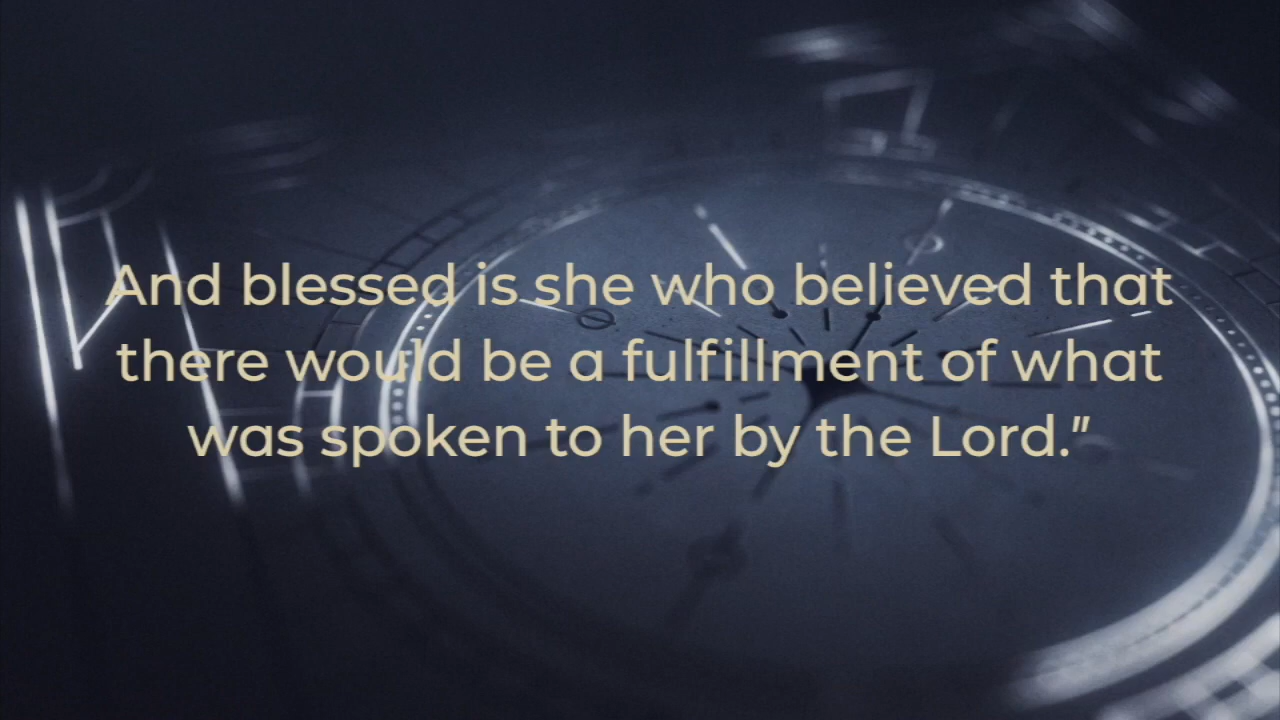 And blessed is she who believed that
there would be a fulfillment of what
was spoken to her by the Lord.”